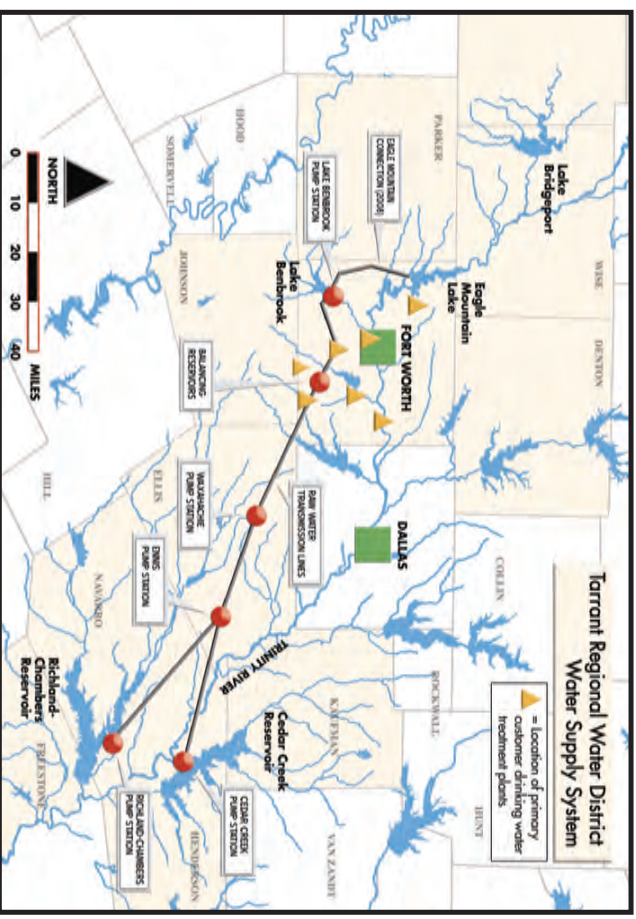 Tarrant Regional Water District
Water Supply System
= Location of primary
customer drinking water
treatment plants
Lake
Bridgeport
WISE
DENTON
COLLIN
HUNT
PARKER
EAGLE MOUNTAIN
CONNECTION (2008)
Eagle
Mountain
Lake
FORT WORTH
DALLAS
ROCKWALL
HOOD
LAKE BENBROOK
PUMP STATION
Lake
Benbrook
RAW WATER
TRANSMISSION LINES
TRINITY RIVER
KAUFMAN
VAN ZANDT
SOMERVELL
JOHNSON
BALANCING
RESERVOIRS
WAXAHACHIE
PUMP STATION
ELLIS
ENNIS
PUMP STATION
Cedar Creek
Reservoir
CEDAR CREEK
PUMP STATION
HENDERSON
NORTH
0 10 20 30 40 MILES
HILL
NAVARRO
Richland-
Chambers
Reservoir
FREESTONE
RICHLAND-CHAMBERS
PUMP STATION